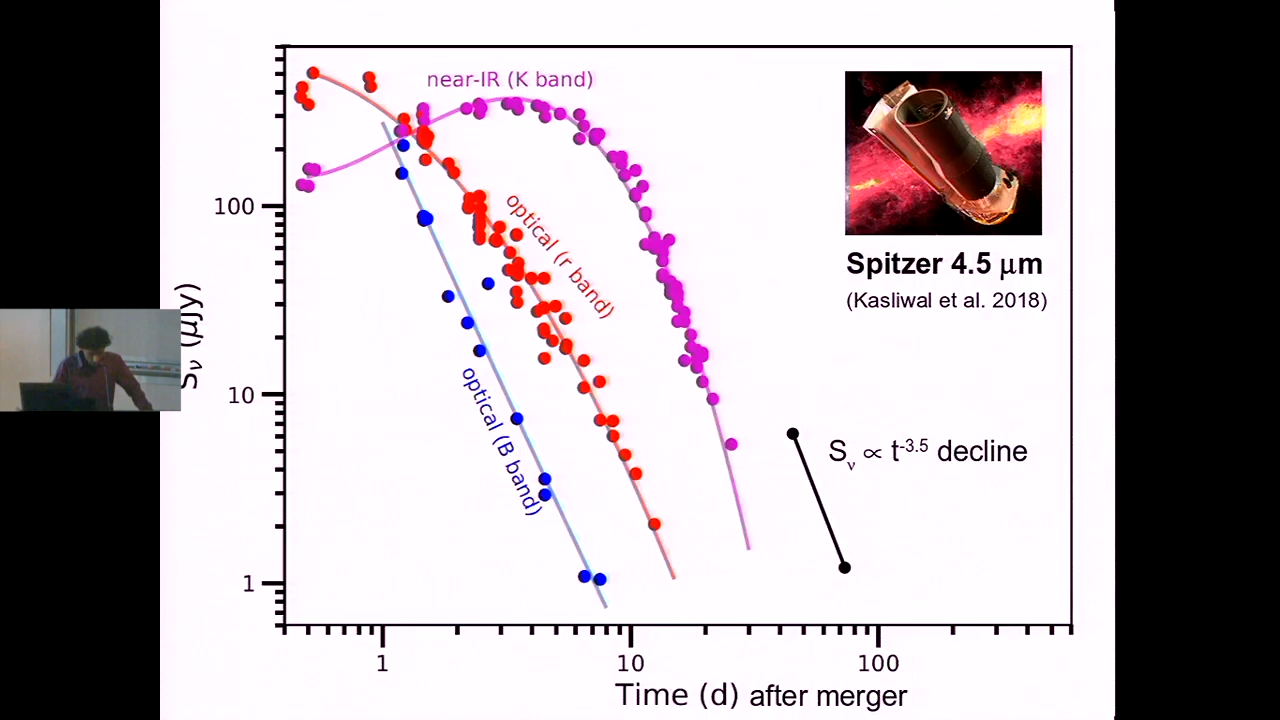 near-IR (K band)
optical (r band)
optical (B band)
Spitzer 4.5 μm
(Kasliwal et al. 2018)
Sν ∝ t-3.5 decline
Sν (μJy)
100
10
1
1 10 100
Time (d) after merger